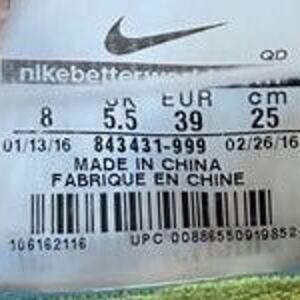 QD
nikebetterworld
UK EUR cm
8 5.5 39 25
01/13/16 843431-999 02/26/16
MADE IN CHINA
FABRIQUE EN CHINE
106162116 UPC 00886550919852